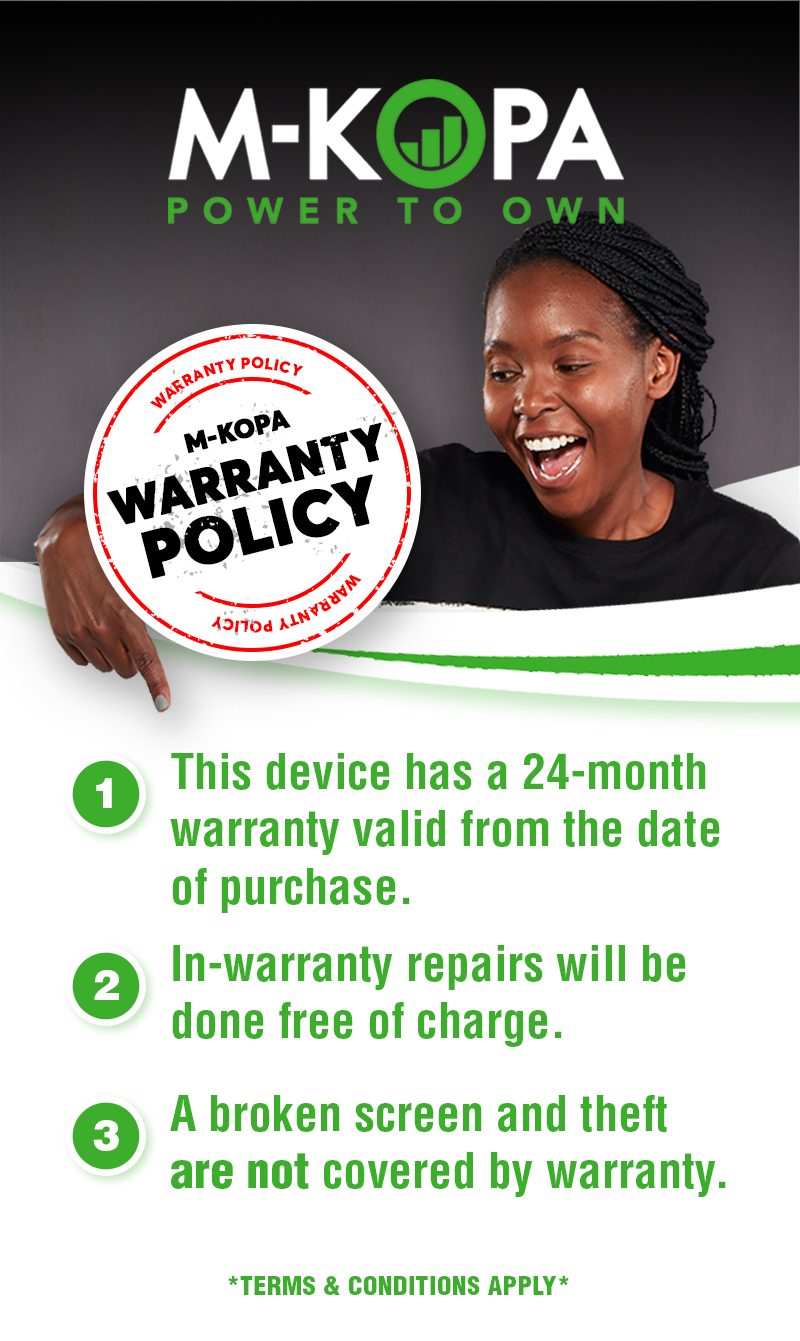 M-KOPA
POWER TO OWN
WARRANTY POLICY
M-KOPA
WARRANTY
POLICY
WARRANTY POLICY
1
This device has a 24-month
warranty valid from the date
of purchase.
2
In-warranty repairs will be
done free of charge.
3
A broken screen and theft
are not covered by warranty.
*TERMS & CONDITIONS APPLY*